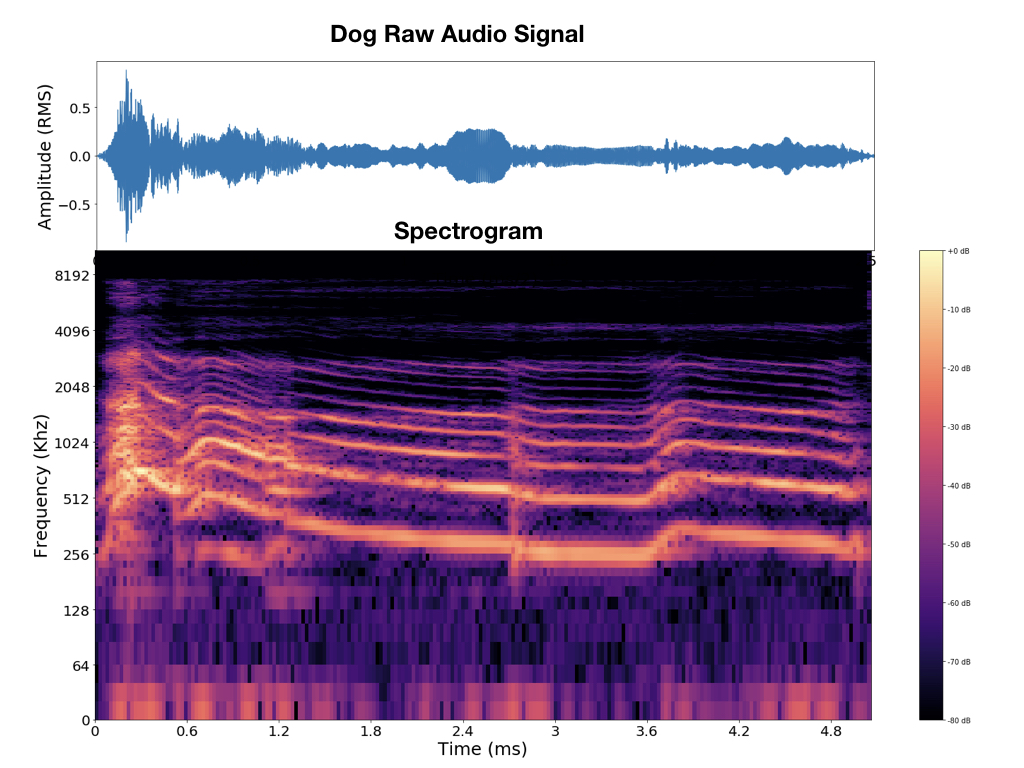 Dog Raw Audio Signal
Amplitude (RMS)
0.5
0.0
−0.5
Spectrogram
Frequency (Khz)
8192
4096
2048
1024
512
256
128
64
0
0 0.6 1.2 1.8 2.4 3 3.6 4.2 4.8
Time (ms)
+0 dB
-10 dB
-20 dB
-30 dB
-40 dB
-50 dB
-60 dB
-70 dB
-80 dB